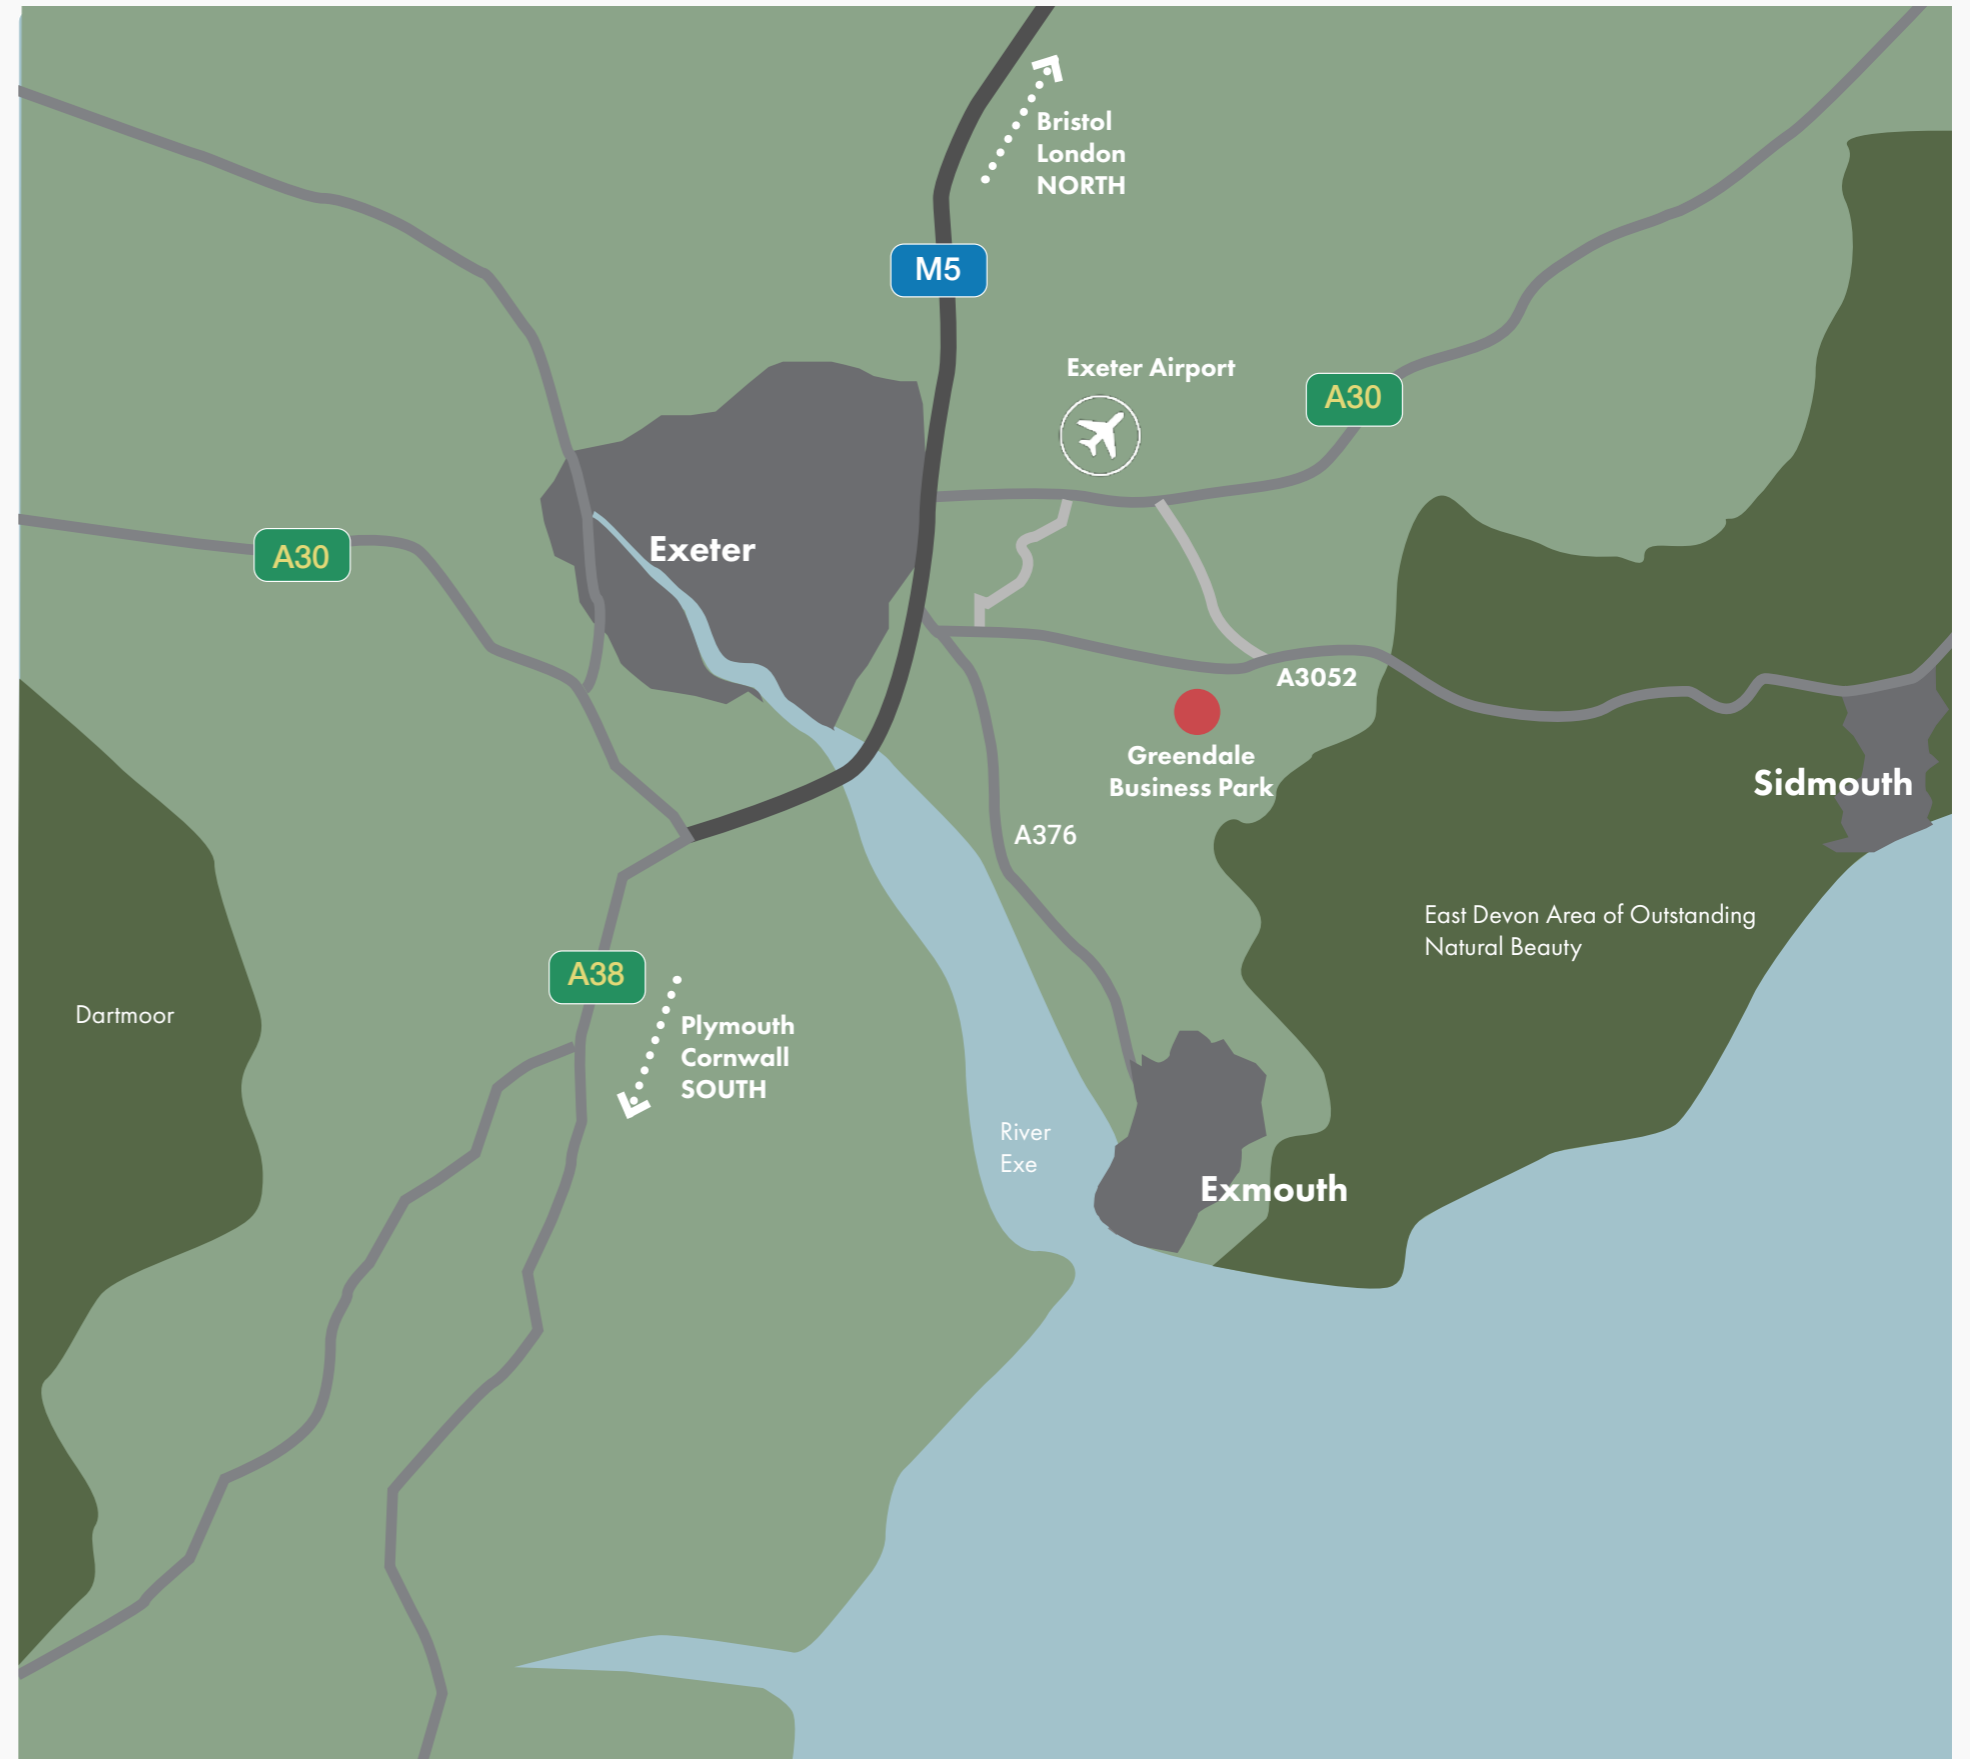 Bristol
London
NORTH
M5
Exeter Airport
A30
Exeter
A30
A3052
Greendale
Business Park
Sidmouth
A376
East Devon Area of Outstanding
Natural Beauty
A38
Dartmoor
Plymouth
Cornwall
SOUTH
River
Exe
Exmouth